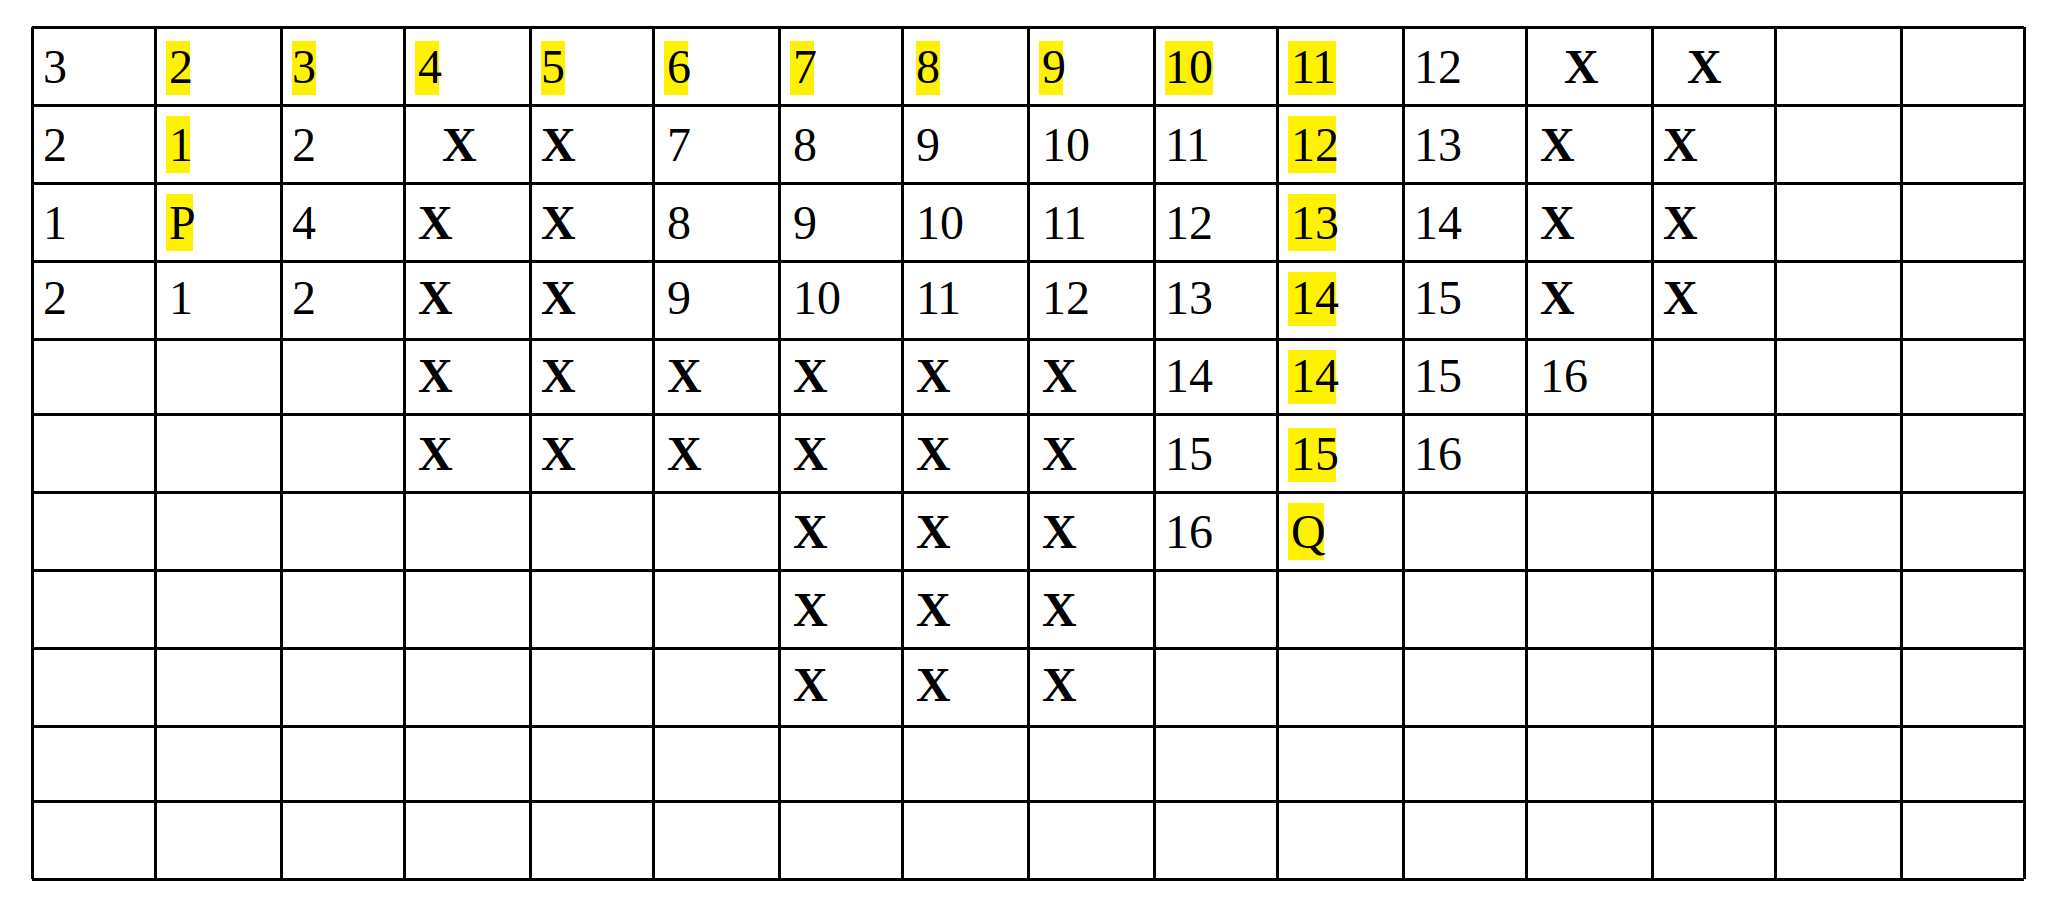 3 2 3 4 5 6 7 8 9 10 11 12 X X
2 1 2 X X 7 8 9 10 11 12 13 X X
1 P 4 X X 8 9 10 11 12 13 14 X X
2 1 2 X X 9 10 11 12 13 14 15 X X
X X X X X X 14 14 15 16
X X X X X X 15 15 16
X X X 16 Q
X X X
X X X